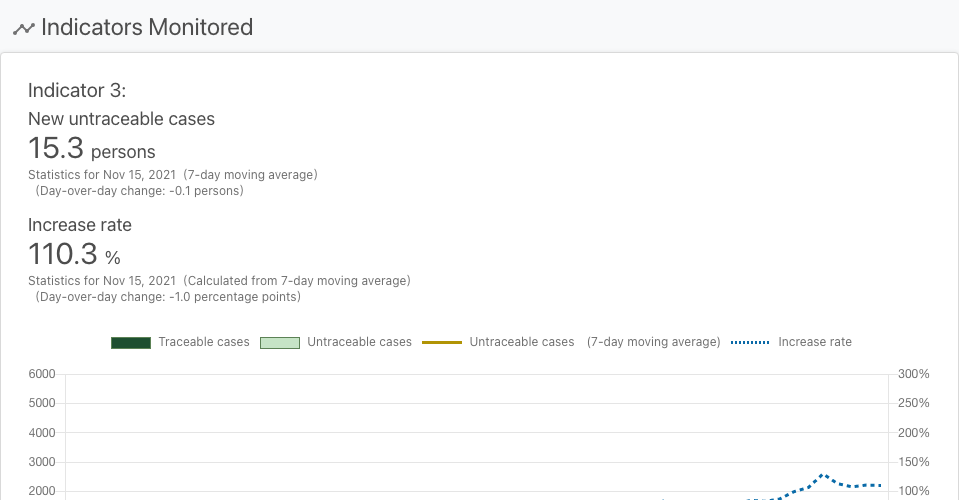 Indicators Monitored
Indicator 3:
New untraceable cases
15.3 persons
Statistics for Nov 15, 2021 (7-day moving average)
(Day-over-day change: -0.1 persons)
Increase rate
110.3 %
Statistics for Nov 15, 2021 (Calculated from 7-day moving average)
(Day-over-day change: -1.0 percentage points)
Traceable cases Untraceable cases Untraceable cases (7-day moving average) Increase rate
6000 300%
5000 250%
4000 200%
3000 150%
2000 100%